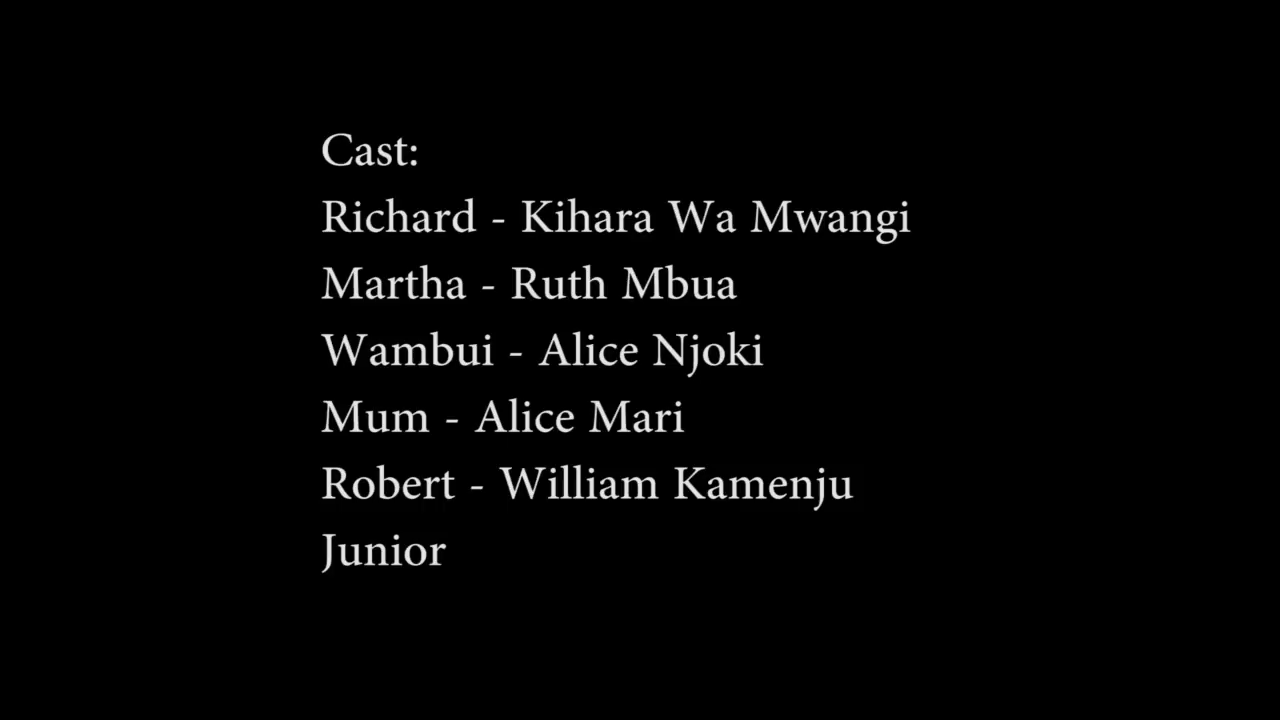 Cast:
Richard - Kihara Wa Mwangi
Martha - Ruth Mbua
Wambui - Alice Njoki
Mum - Alice Mari
Robert - William Kamenju
Junior